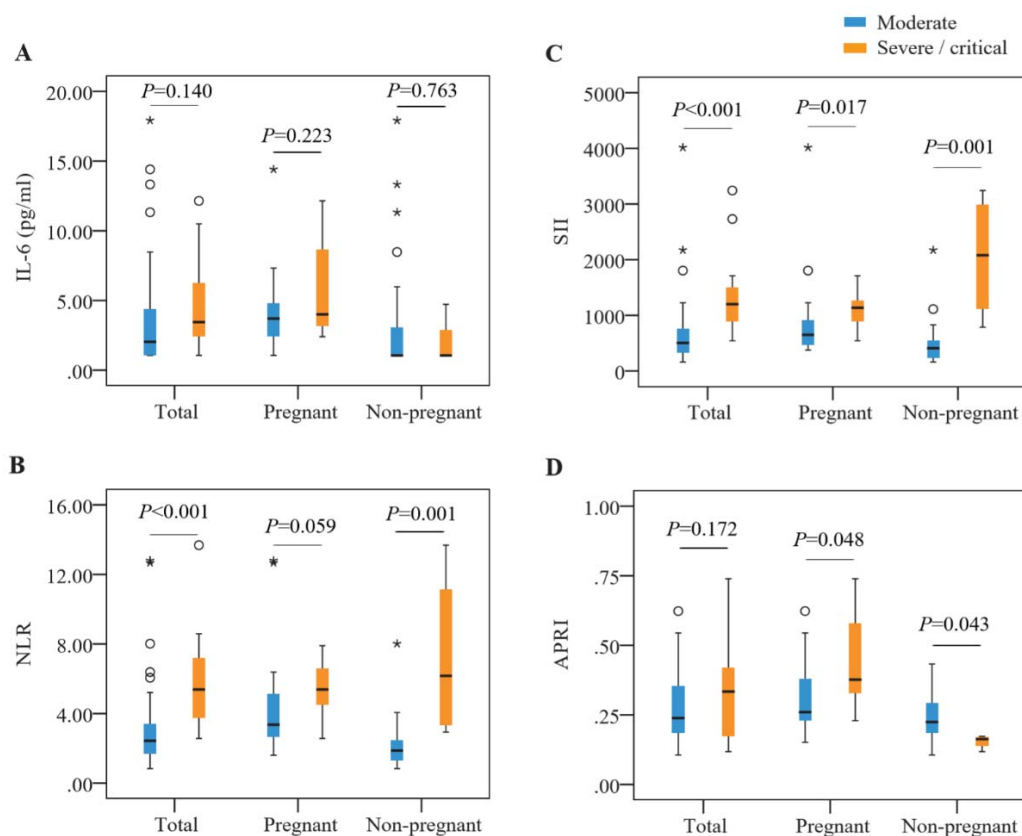 Moderate
Severe / critical
A
IL-6 (pg/ml)
20.00
15.00
10.00
5.00
.00
P=0.140
P=0.223
P=0.763
Total
Pregnant
Non-pregnant
C
SII
5000
4000
3000
2000
1000
0
P<0.001
P=0.017
P=0.001
Total
Pregnant
Non-pregnant
B
NLR
16.00
12.00
8.00
4.00
.00
P<0.001
P=0.059
P=0.001
Total
Pregnant
Non-pregnant
D
APRI
1.00
.75
.50
.25
.00
P=0.172
P=0.048
P=0.043
Total
Pregnant
Non-pregnant